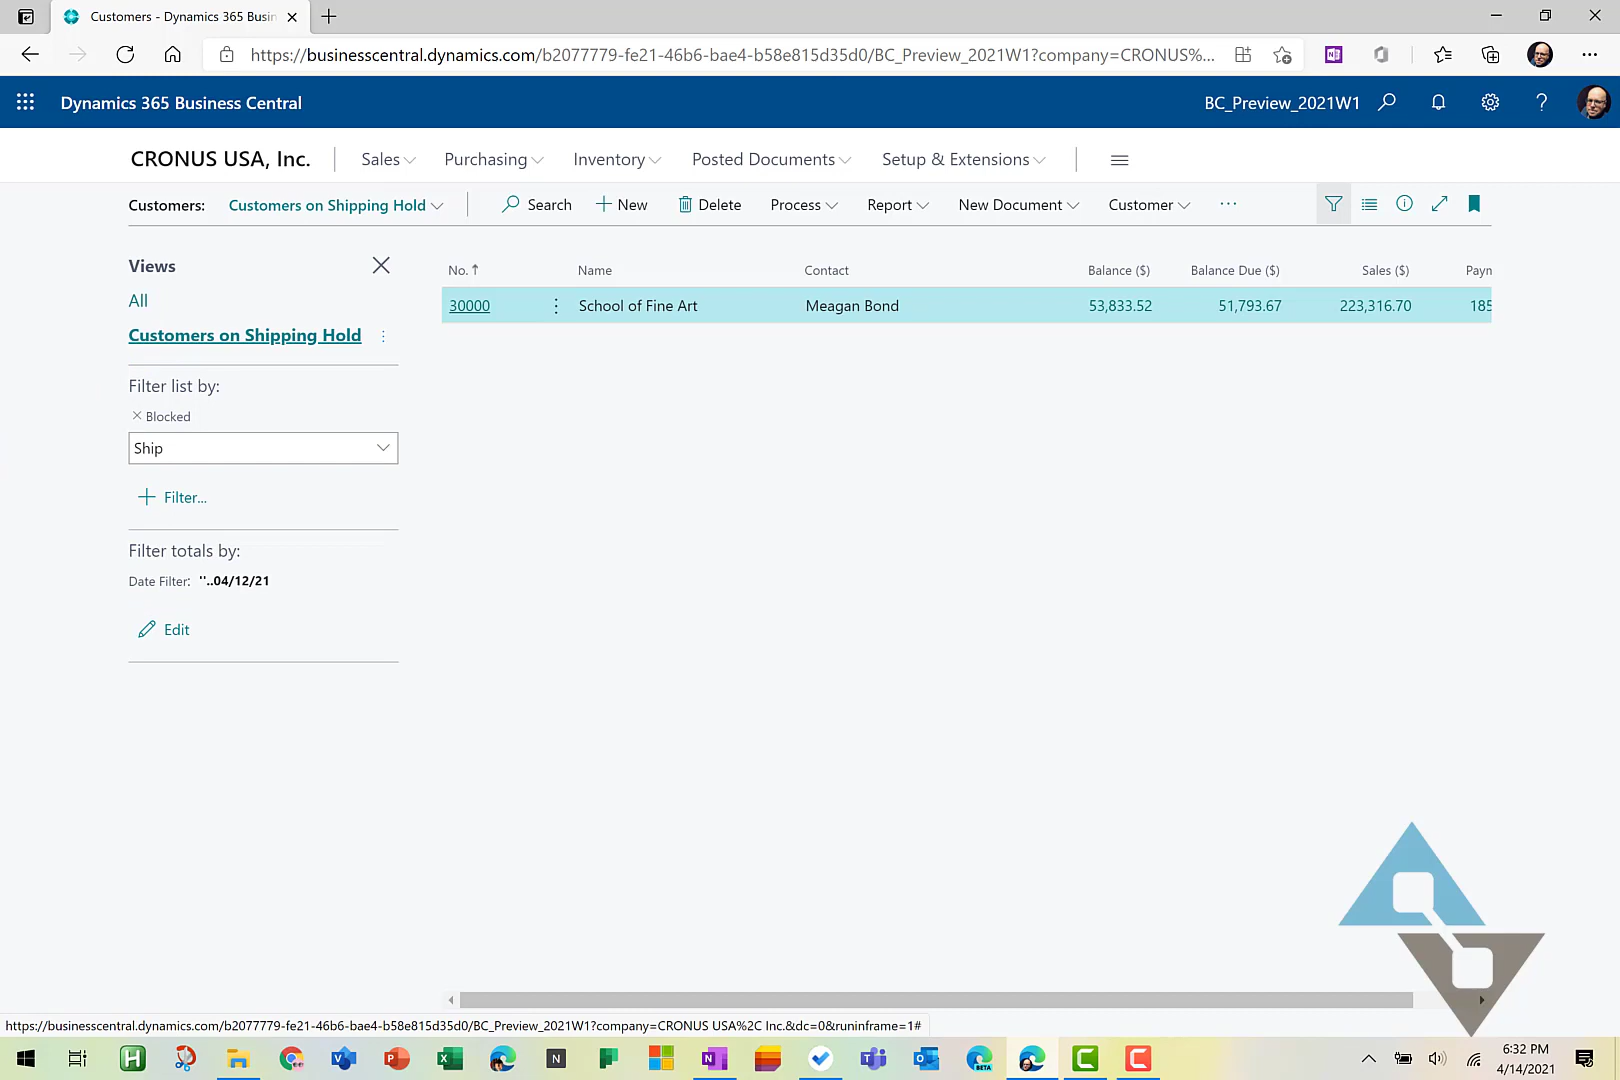 Customers - Dynamics 365 Busin
https://businesscentral.dynamics.com/b2077779-fe21-46b6-bae4-b58e815d35d0/BC_Preview_2021W1?company=CRONUS%...
Dynamics 365 Business Central
BC_Preview_2021W1
CRONUS USA, Inc. Sales Purchasing Inventory Posted Documents Setup & Extensions
Customers: Customers on Shipping Hold Search New Delete Process Report New Document Customer ...
Views
All
Customers on Shipping Hold
Filter list by:
Blocked
Ship
Filter...
Filter totals by:
Date Filter: ''..04/12/21
Edit
No. ↑ Name Contact Balance ($) Balance Due ($) Sales ($) Payn
30000 School of Fine Art Meagan Bond 53,833.52 51,793.67 223,316.70 185
https://businesscentral.dynamics.com/b2077779-fe21-46b6-bae4-b58e815d35d0/BC_Preview_2021W1?company=CRONUS USA%2C Inc.&dc=0&runinframe=1#
6:32 PM
4/14/2021